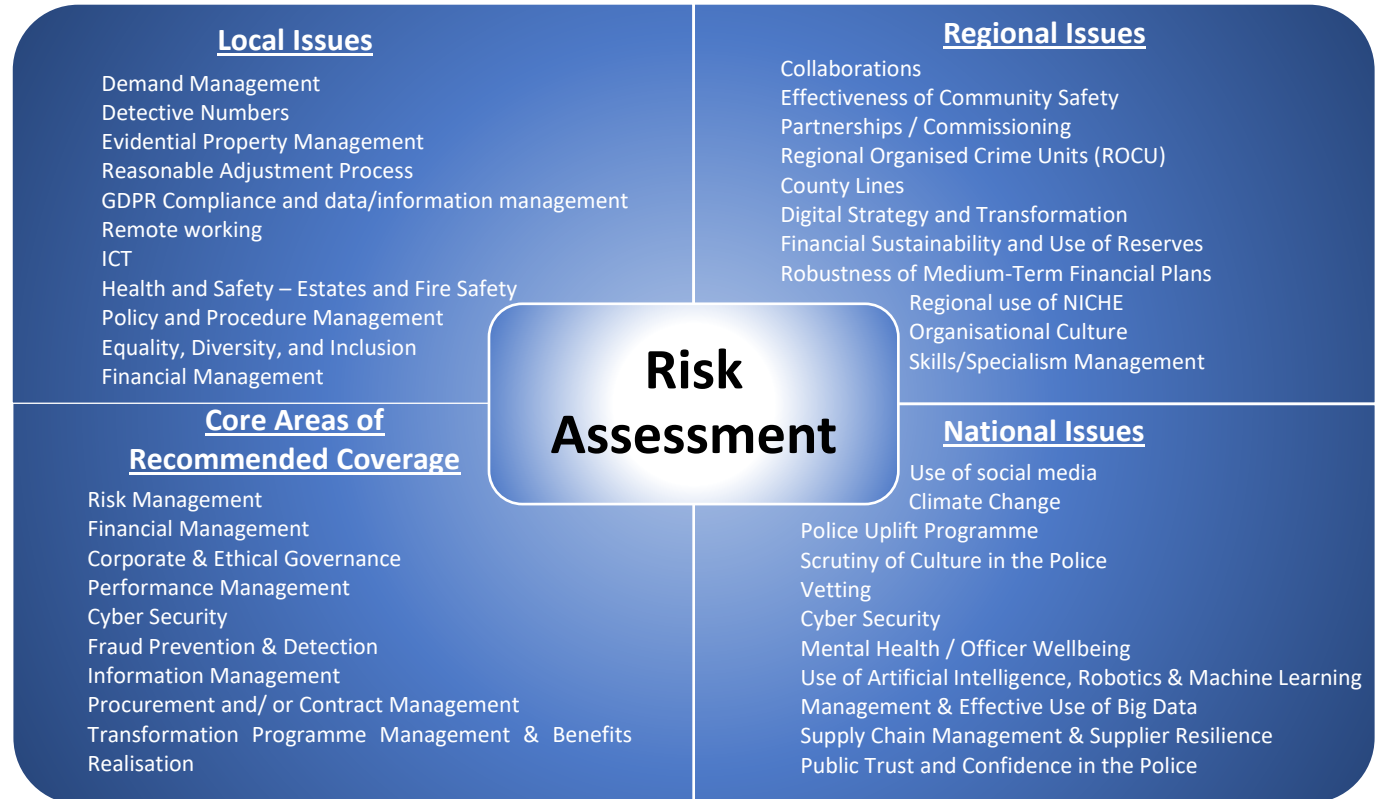 Local Issues
Demand Management
Detective Numbers
Evidential Property Management
Reasonable Adjustment Process
GDPR Compliance and data/information management
Remote working
ICT
Health and Safety – Estates and Fire Safety
Policy and Procedure Management
Equality, Diversity, and Inclusion
Financial Management
Regional Issues
Collaborations
Effectiveness of Community Safety
Partnerships / Commissioning
Regional Organised Crime Units (ROCU)
County Lines
Digital Strategy and Transformation
Financial Sustainability and Use of Reserves
Robustness of Medium-Term Financial Plans
Regional use of NICHE
Organisational Culture
Skills/Specialism Management
Risk
Assessment
Core Areas of
Recommended Coverage
Risk Management
Financial Management
Corporate & Ethical Governance
Performance Management
Cyber Security
Fraud Prevention & Detection
Information Management
Procurement and/ or Contract Management
Transformation Programme Management & Benefits
Realisation
National Issues
Use of social media
Climate Change
Police Uplift Programme
Scrutiny of Culture in the Police
Vetting
Cyber Security
Mental Health / Officer Wellbeing
Use of Artificial Intelligence, Robotics & Machine Learning
Management & Effective Use of Big Data
Supply Chain Management & Supplier Resilience
Public Trust and Confidence in the Police